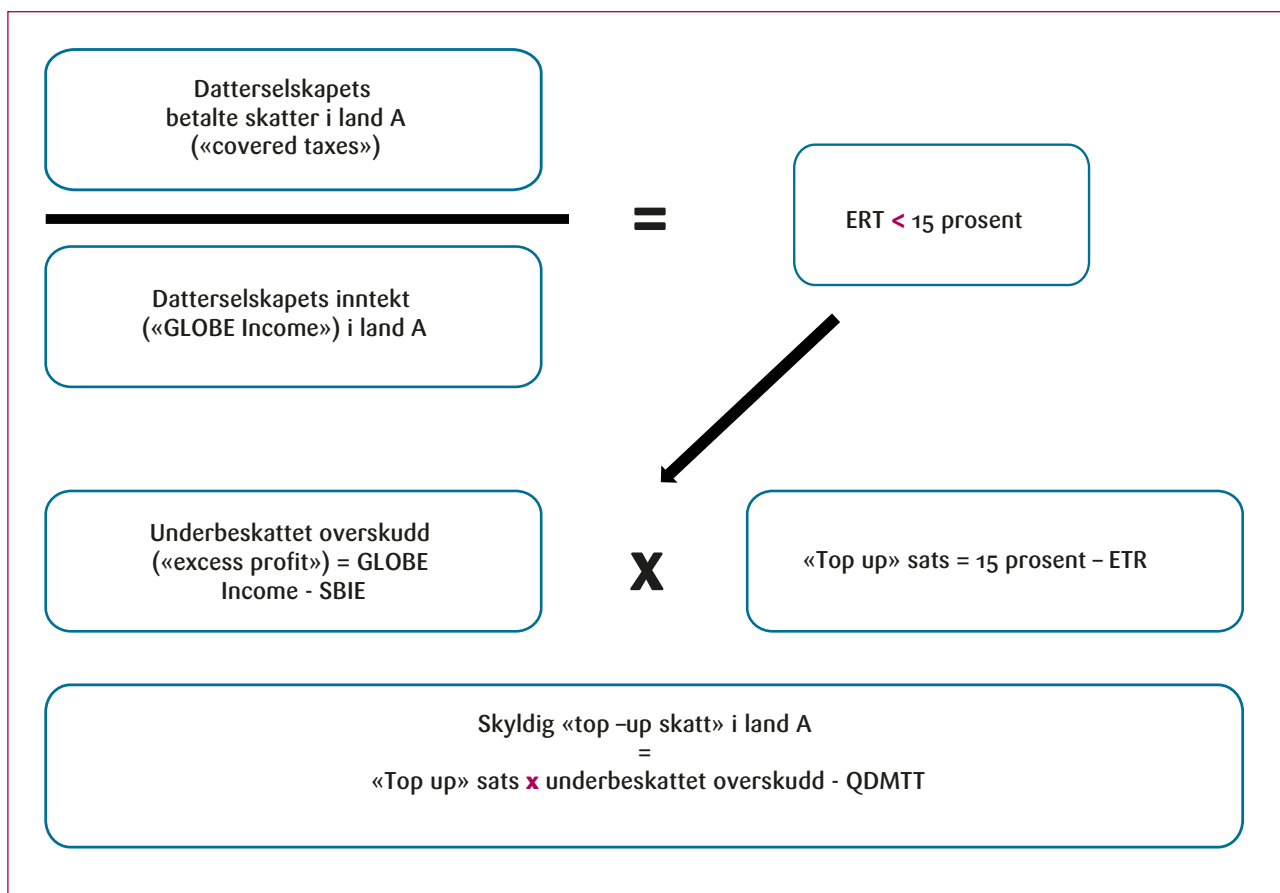 Datterselskapets
betalte skatter i land A
(«covered taxes»)
=
ERT < 15 prosent
Datterselskapets inntekt
(«GLOBE Income») i land A
Underbeskattet overskudd
(«excess profit») = GLOBE
Income - SBIE
x
«Top up» sats = 15 prosent – ETR
Skyldig «top –up skatt» i land A
=
«Top up» sats x underbeskattet overskudd - QDMTT